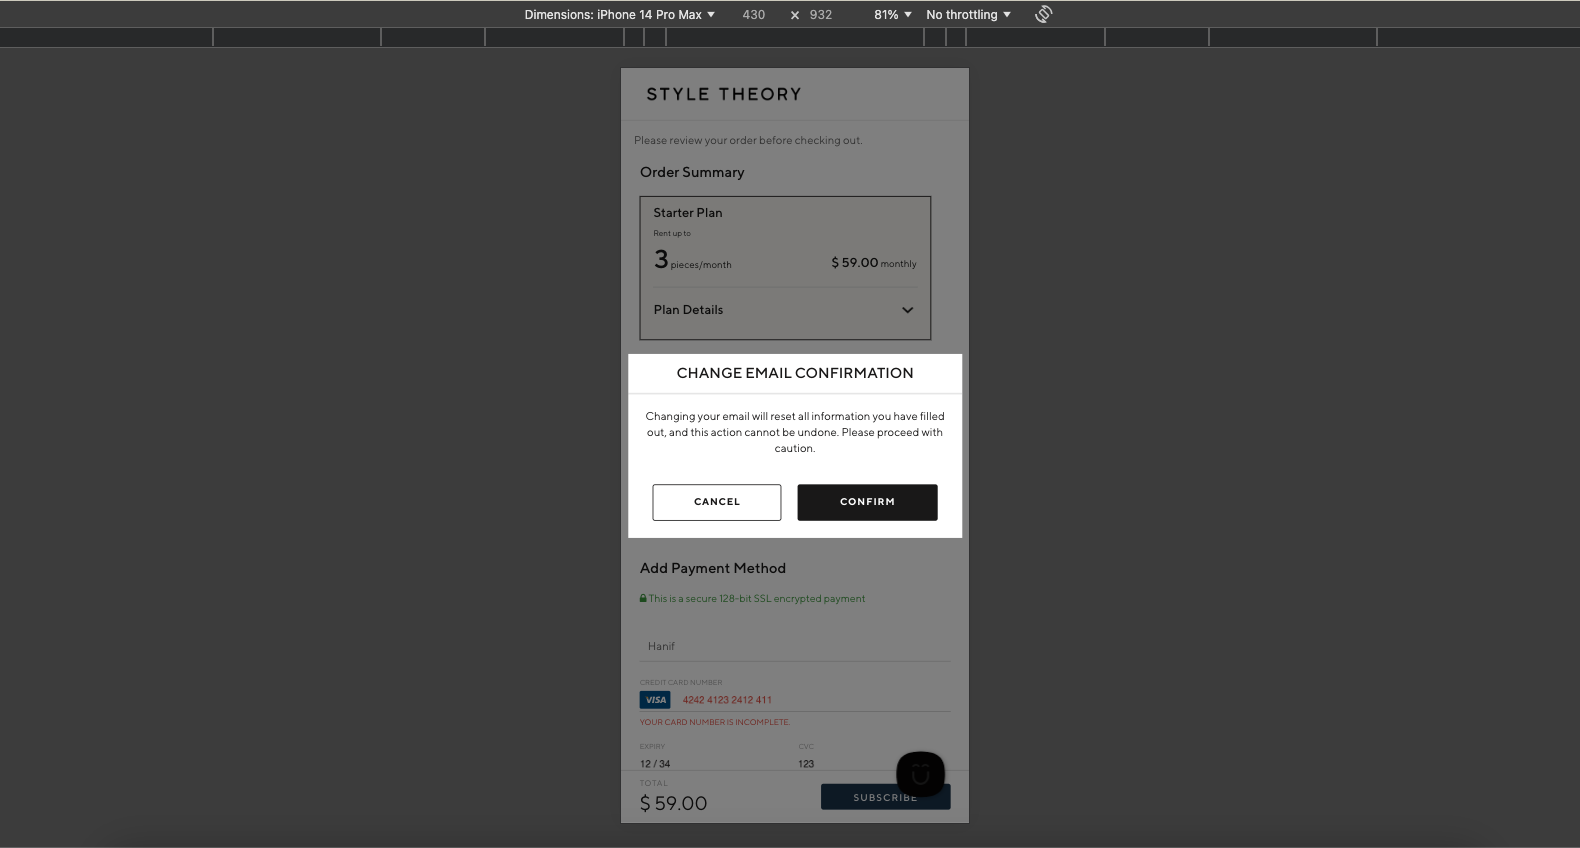 Dimensions: iPhone 14 Pro Max 430 × 932 81% No throttling
STYLE THEORY
Please review your order before checking out.
Order Summary
Starter Plan
Rent up to
3 pieces/month $ 59.00 monthly
Plan Details
CHANGE EMAIL CONFIRMATION
Changing your email will reset all information you have filled
out, and this action cannot be undone. Please proceed with
caution.
CANCEL CONFIRM
Add Payment Method
This is a secure 128-bit SSL encrypted payment
Hanif
CREDIT CARD NUMBER
VISA 4242 4123 2412 411
YOUR CARD NUMBER IS INCOMPLETE.
EXPIRY CVC
12 / 34 123
TOTAL
$ 59.00 SUBSCRIBE